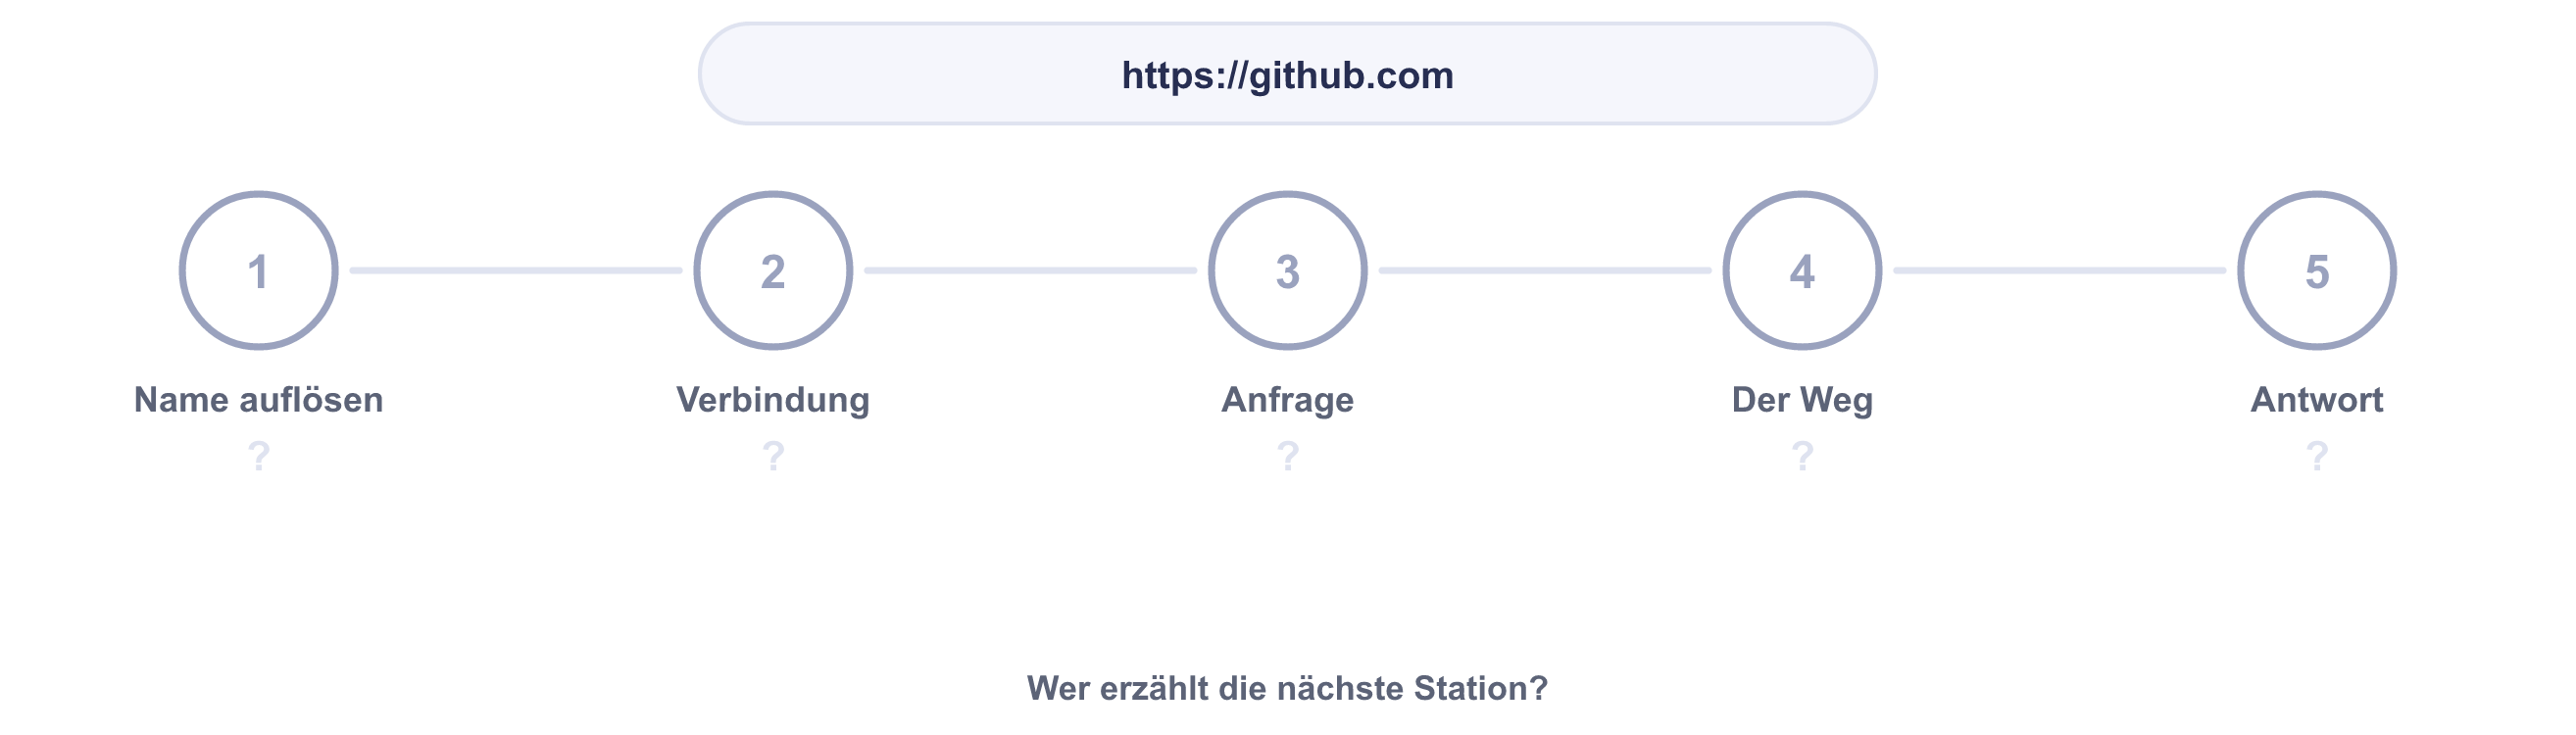 https://github.com
1 2 3 4 5
Name auflösen Verbindung Anfrage Der Weg Antwort
? ? ? ? ?
Wer erzählt die nächste Station?